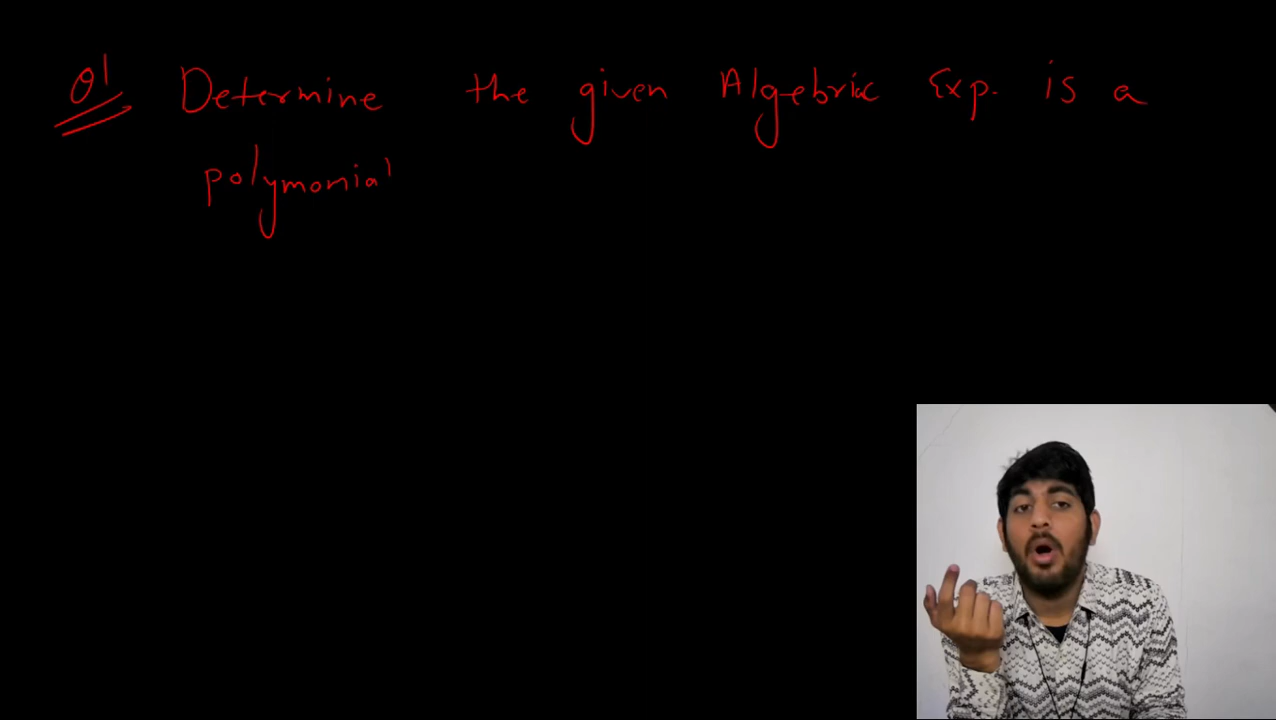 Q1 Determine the given Algebric Exp. is a
polymonial